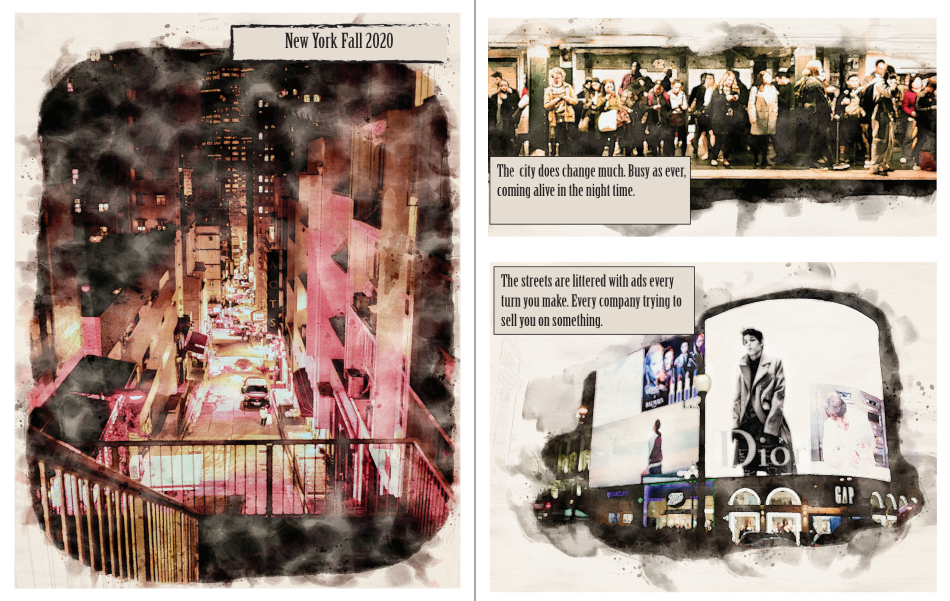 New York Fall 2020
The city does change much. Busy as ever,
coming alive in the night time.
The streets are littered with ads every
turn you make. Every company trying to
sell you on something.
Dior
Boots
GAP